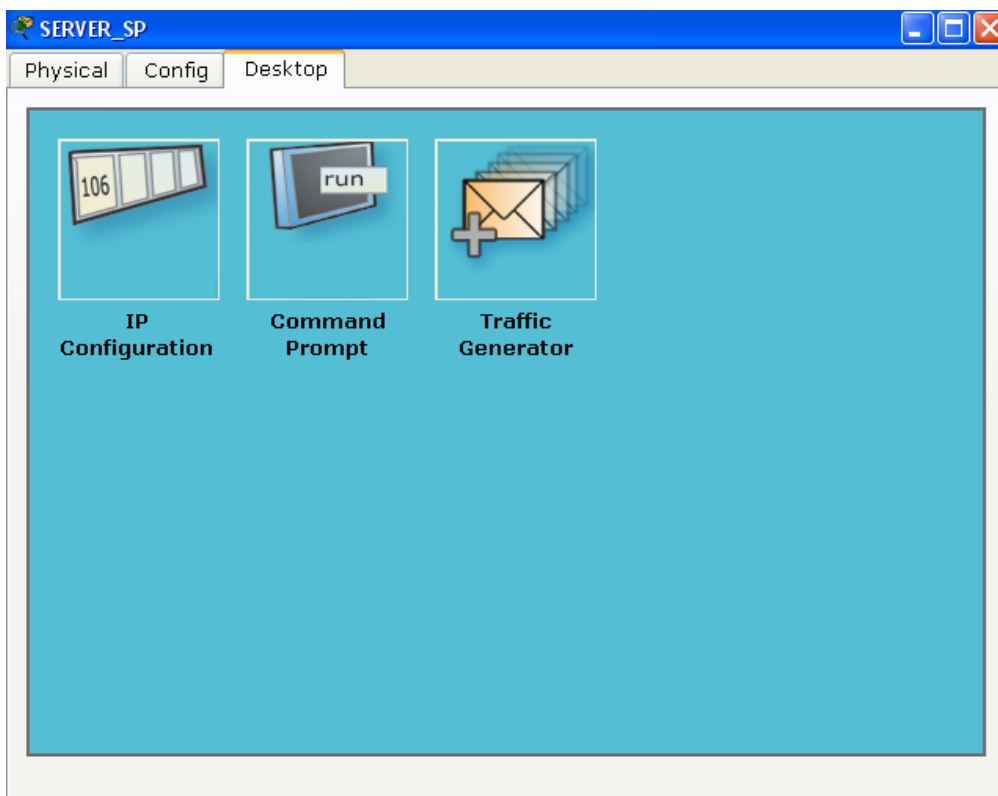 SERVER_SP
Physical Config Desktop
106
run
IP
Configuration
Command
Prompt
Traffic
Generator